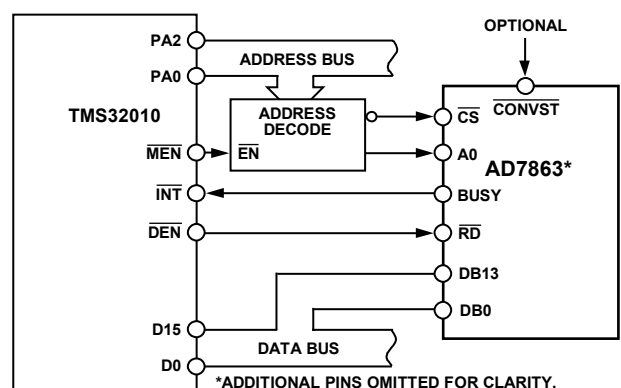 OPTIONAL
PA2
ADDRESS BUS
PA0
TMS32010
ADDRESS
DECODE
CS
CONVST
MEN
EN
A0
AD7863*
INT
BUSY
DEN
RD
DB13
DB0
D15
DATA BUS
D0
*ADDITIONAL PINS OMITTED FOR CLARITY.